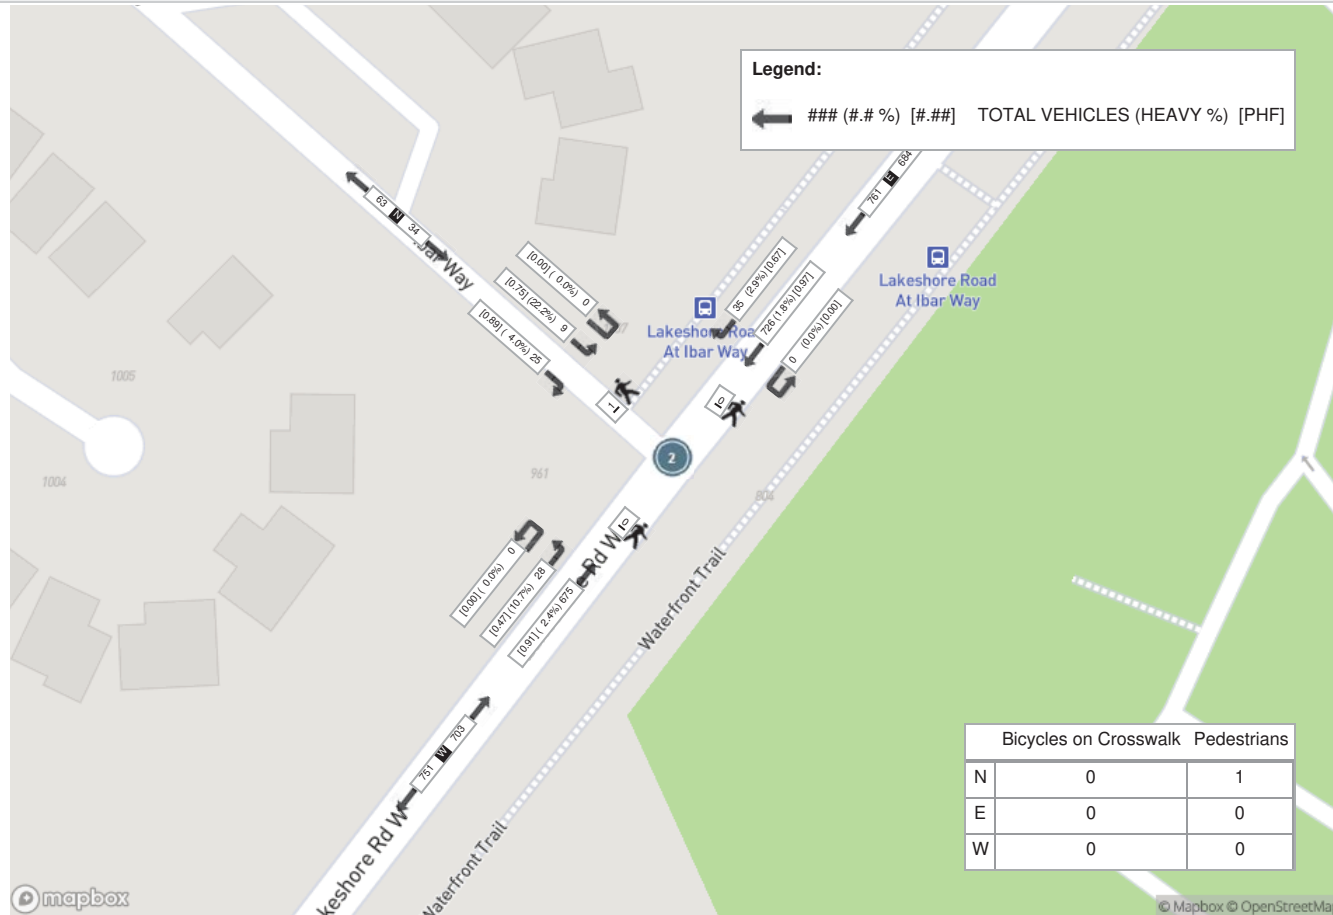 Legend:
### (#.# %) [#.##] TOTAL VEHICLES (HEAVY %) [PHF]
761 E 684
63 N 34
Ibar Way
[0.00] ( 0.0%) 0
[0.75] (22.2%) 9
[0.89] ( 4.0%) 25
35 (2.9%) [0.67]
726 (1.8%) [0.97]
0 (0.0%) [0.00]
Lakeshore Road
At Ibar Way
Lakeshore Roa
At Ibar Way
1
0
2
1005
1004
961
804
0
[0.00] ( 0.0%) 0
[0.47] (10.7%) 28
[0.91] ( 2.4%) 675
e Rd W
Waterfront Trail
751 W 703
keshore Rd W
Waterfront Trail
Bicycles on Crosswalk Pedestrians
N 0 1
E 0 0
W 0 0
mapbox
© Mapbox © OpenStreetMa